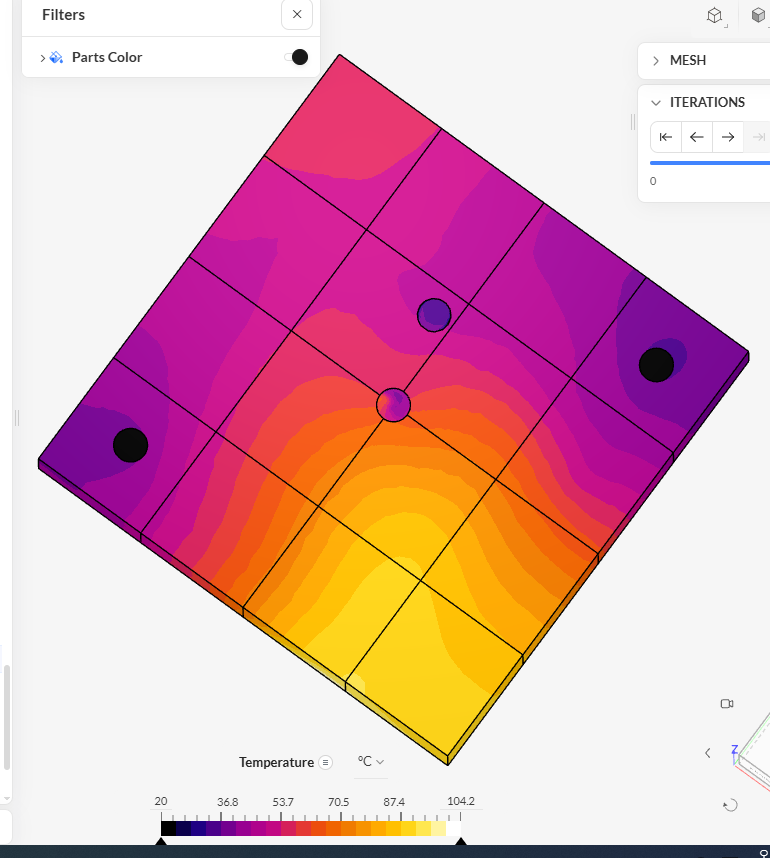 Filters
Parts Color
MESH
ITERATIONS
0
Z
Temperature
°C
20 36.8 53.7 70.5 87.4 104.2